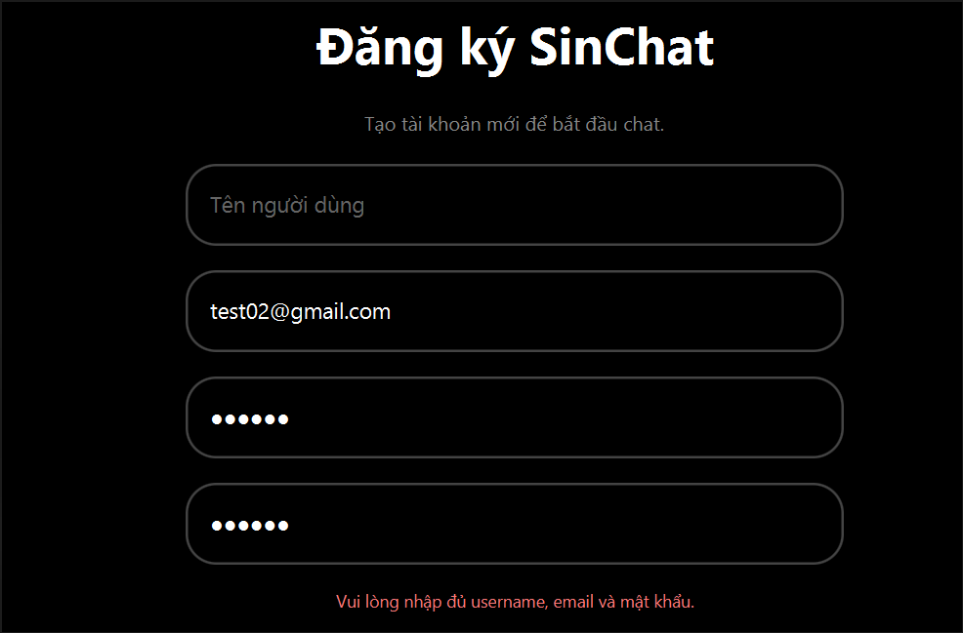 Đăng ký SinChat
Tạo tài khoản mới để bắt đầu chat.
Tên người dùng
test02@gmail.com
••••••
••••••
Vui lòng nhập đủ username, email và mật khẩu.